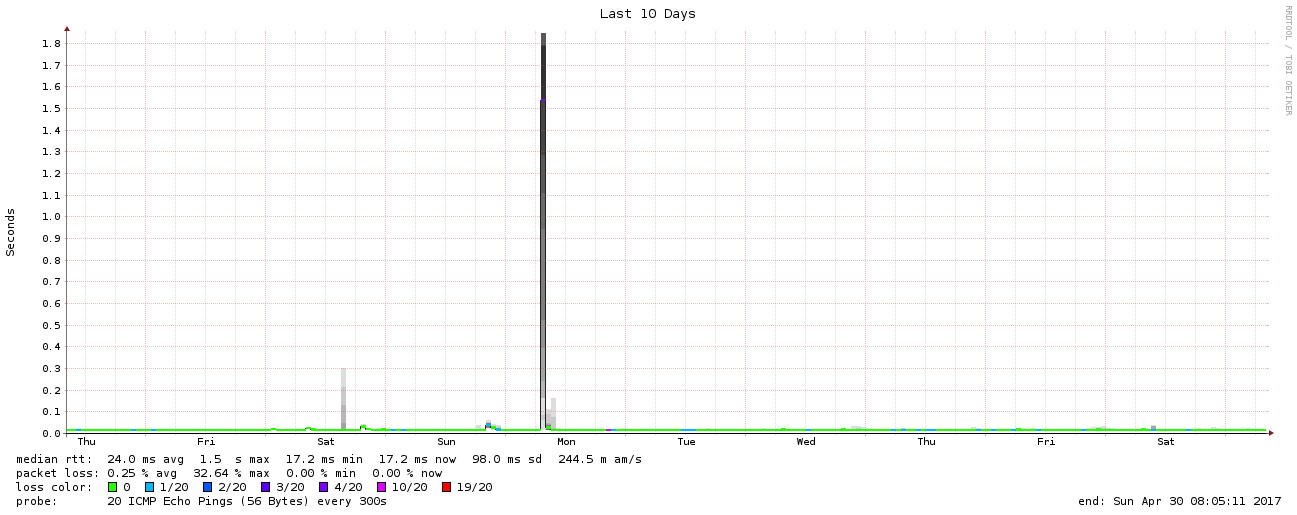 Last 10 Days
RRDTOOL / TOBI OETIKER
Seconds
1.8
1.7
1.6
1.5
1.4
1.3
1.2
1.1
1.0
0.9
0.8
0.7
0.6
0.5
0.4
0.3
0.2
0.1
0.0
Thu Fri Sat Sun Mon Tue Wed Thu Fri Sat
median rtt: 24.0 ms avg 1.5 s max 17.2 ms min 17.2 ms now 98.0 ms sd 244.5 m am/s
packet loss: 0.25 % avg 32.64 % max 0.00 % min 0.00 % now
loss color: 0 1/20 2/20 3/20 4/20 10/20 19/20
probe: 20 ICMP Echo Pings (56 Bytes) every 300s end: Sun Apr 30 08:05:11 2017